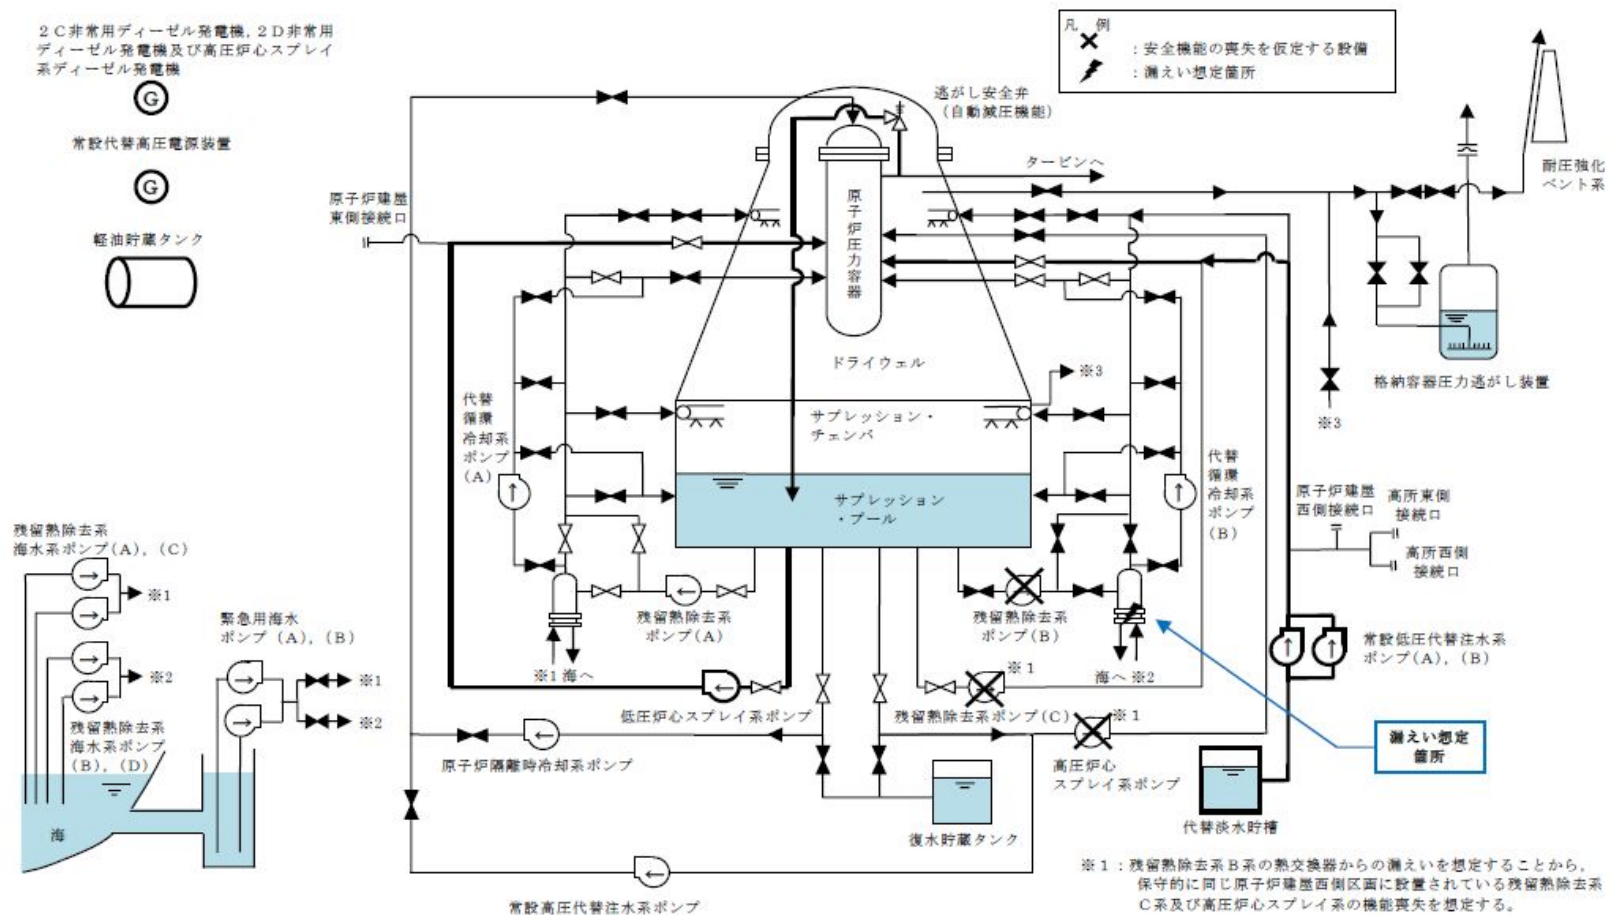 ２Ｃ非常用ディーゼル発電機，２Ｄ非常用
ディーゼル発電機及び高圧炉心スプレイ
系ディーゼル発電機
G
常設代替高圧電源装置
G
軽油貯蔵タンク
凡 例
：安全機能の喪失を仮定する設備
：漏えい想定箇所
逃がし安全弁
（自動減圧機能）
タービンへ
耐圧強化
ベント系
原子炉建屋
東側接続口
原子炉圧力容器
ドライウェル
※3
格納容器圧力逃がし装置
※3
サプレッション・
チェンバ
サプレッション
・プール
代替
循環
冷却系
ポンプ
(A)
代替
循環
冷却系
ポンプ
(B)
原子炉建屋
西側接続口
高所東側
接続口
高所西側
接続口
残留熱除去系
海水系ポンプ(A)，(C)
※1
※2
残留熱除去系
海水系ポンプ
(B)，(D)
海
緊急用海水
ポンプ(A)，(B)
※1
※2
残留熱除去系
ポンプ(A)
※1 海へ
残留熱除去系
ポンプ(B)
海へ ※2
常設低圧代替注水系
ポンプ(A)，(B)
低圧炉心スプレイ系ポンプ
※１
残留熱除去系ポンプ(C)
※１
漏えい想定
箇所
原子炉隔離時冷却系ポンプ
高圧炉心
スプレイ系ポンプ
復水貯蔵タンク
代替淡水貯槽
常設高圧代替注水系ポンプ
※１：残留熱除去系Ｂ系の熱交換器からの漏えいを想定することから，
保守的に同じ原子炉建屋西側区画に設置されている残留熱除去系
Ｃ系及び高圧炉心スプレイ系の機能喪失を想定する。